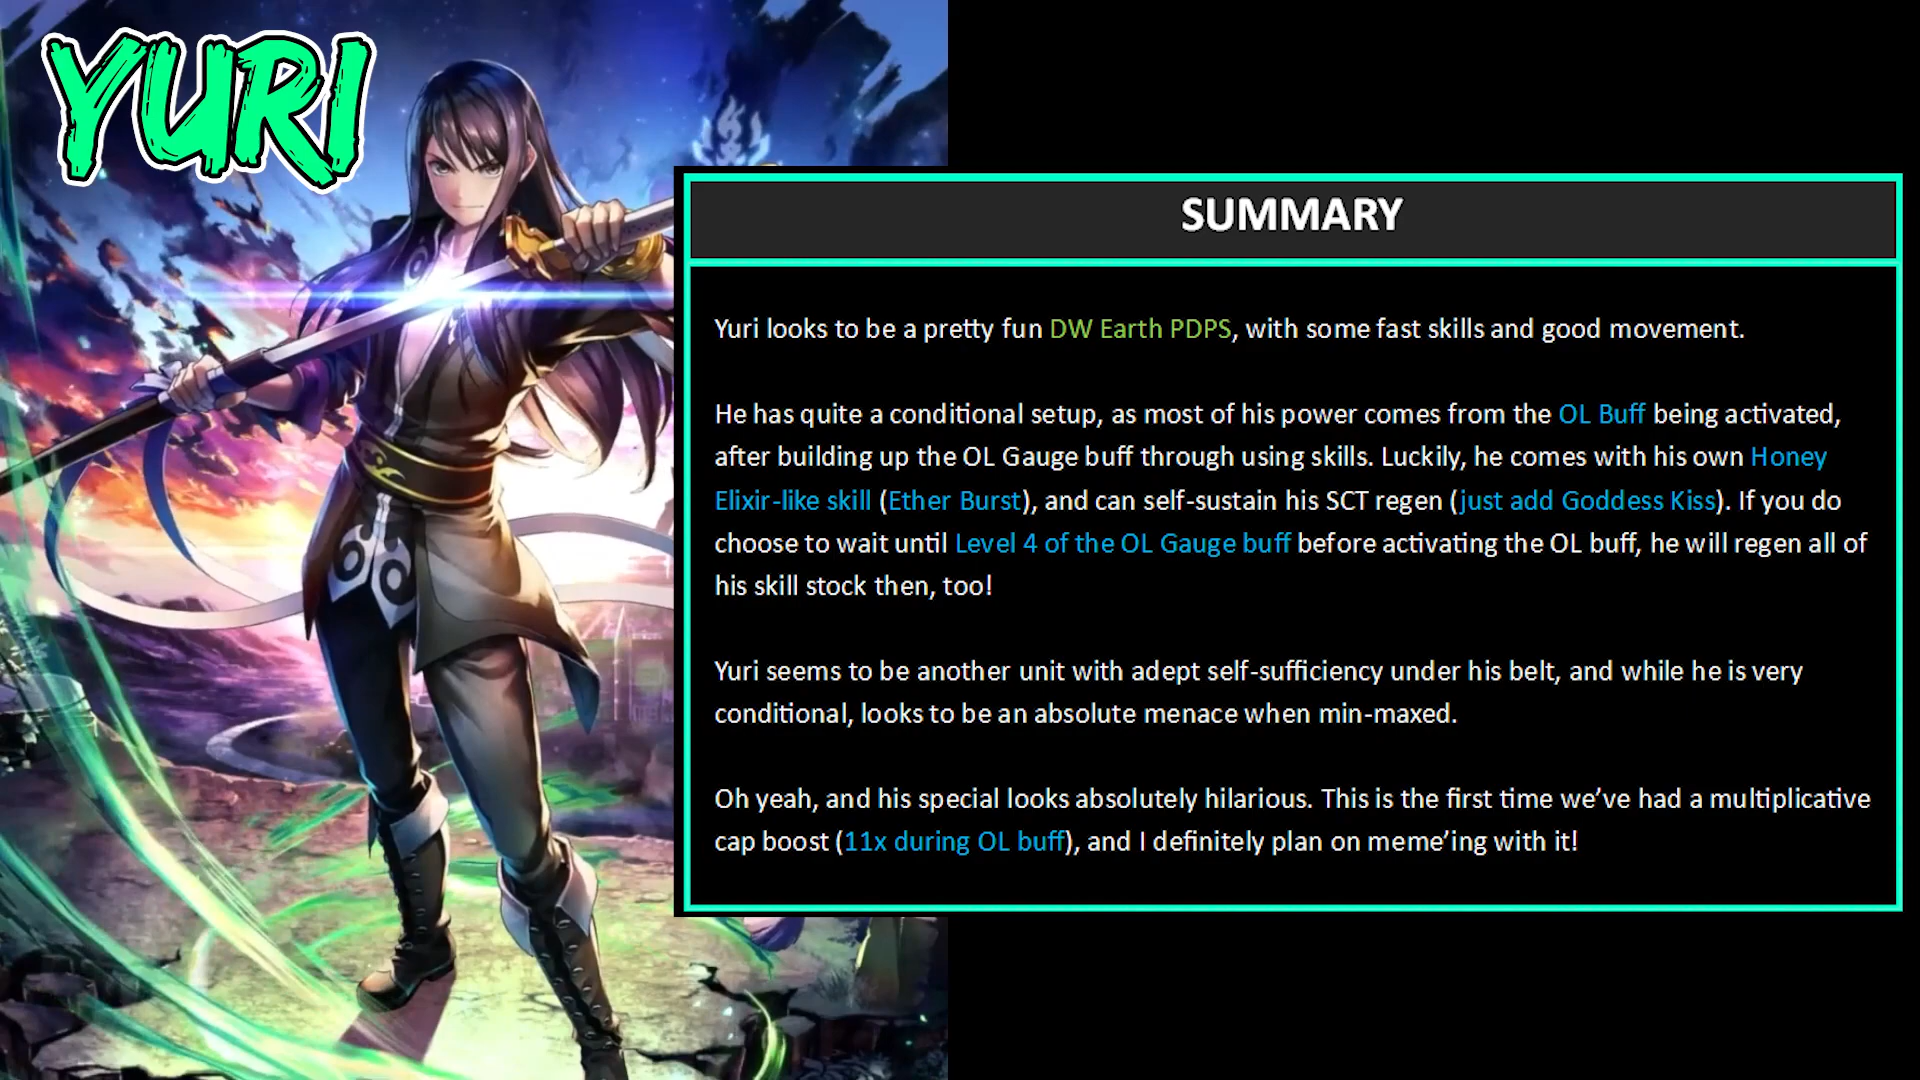 YURI
SUMMARY
Yuri looks to be a pretty fun DW Earth PDPS, with some fast skills and good movement.
He has quite a conditional setup, as most of his power comes from the OL Buff being activated,
after building up the OL Gauge buff through using skills. Luckily, he comes with his own Honey
Elixir-like skill (Ether Burst), and can self-sustain his SCT regen (just add Goddess Kiss). If you do
choose to wait until Level 4 of the OL Gauge buff before activating the OL buff, he will regen all of
his skill stock then, too!
Yuri seems to be another unit with adept self-sufficiency under his belt, and while he is very
conditional, looks to be an absolute menace when min-maxed.
Oh yeah, and his special looks absolutely hilarious. This is the first time we’ve had a multiplicative
cap boost (11x during OL buff), and I definitely plan on meme’ing with it!